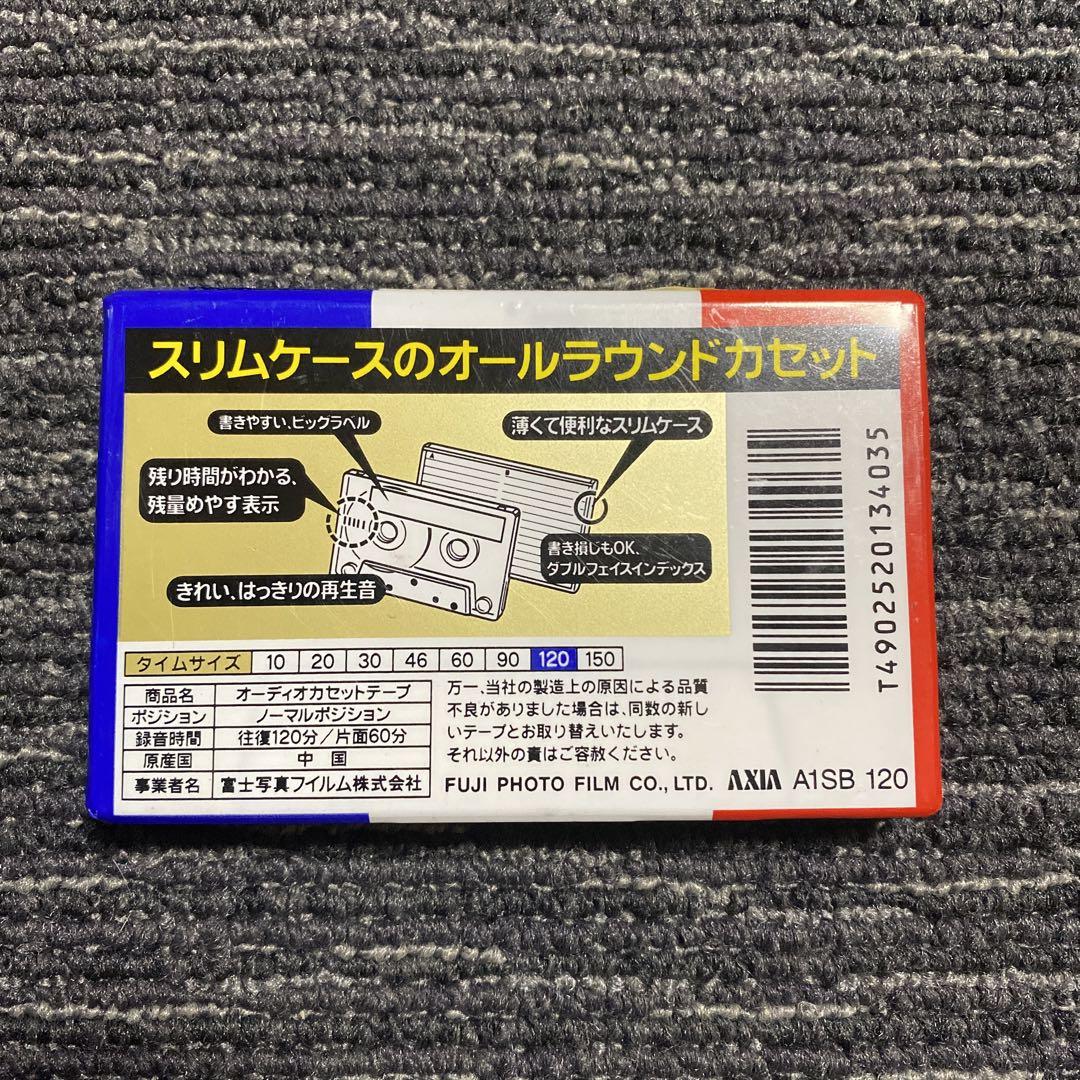 スリムケースのオールラウンドカセット
書きやすい、ビッグラベル
薄くて便利なスリムケース
残り時間がわかる、
残量めやす表示
書き損じもOK、
ダブルフェイスインデックス
きれい、はっきりの再生音
T4902520134035
タイムサイズ 10 20 30 46 60 90 120 150
商品名 オーディオカセットテープ
ポジション ノーマルポジション
録音時間 往復120分/片面60分
原産国 中国
事業者名 富士写真フイルム株式会社
万一、当社の製造上の原因による品質
不良がありました場合は、同数の新し
いテープとお取り替えいたします。
それ以外の責はご容赦ください。
FUJI PHOTO FILM CO., LTD. AXIA A1SB 120